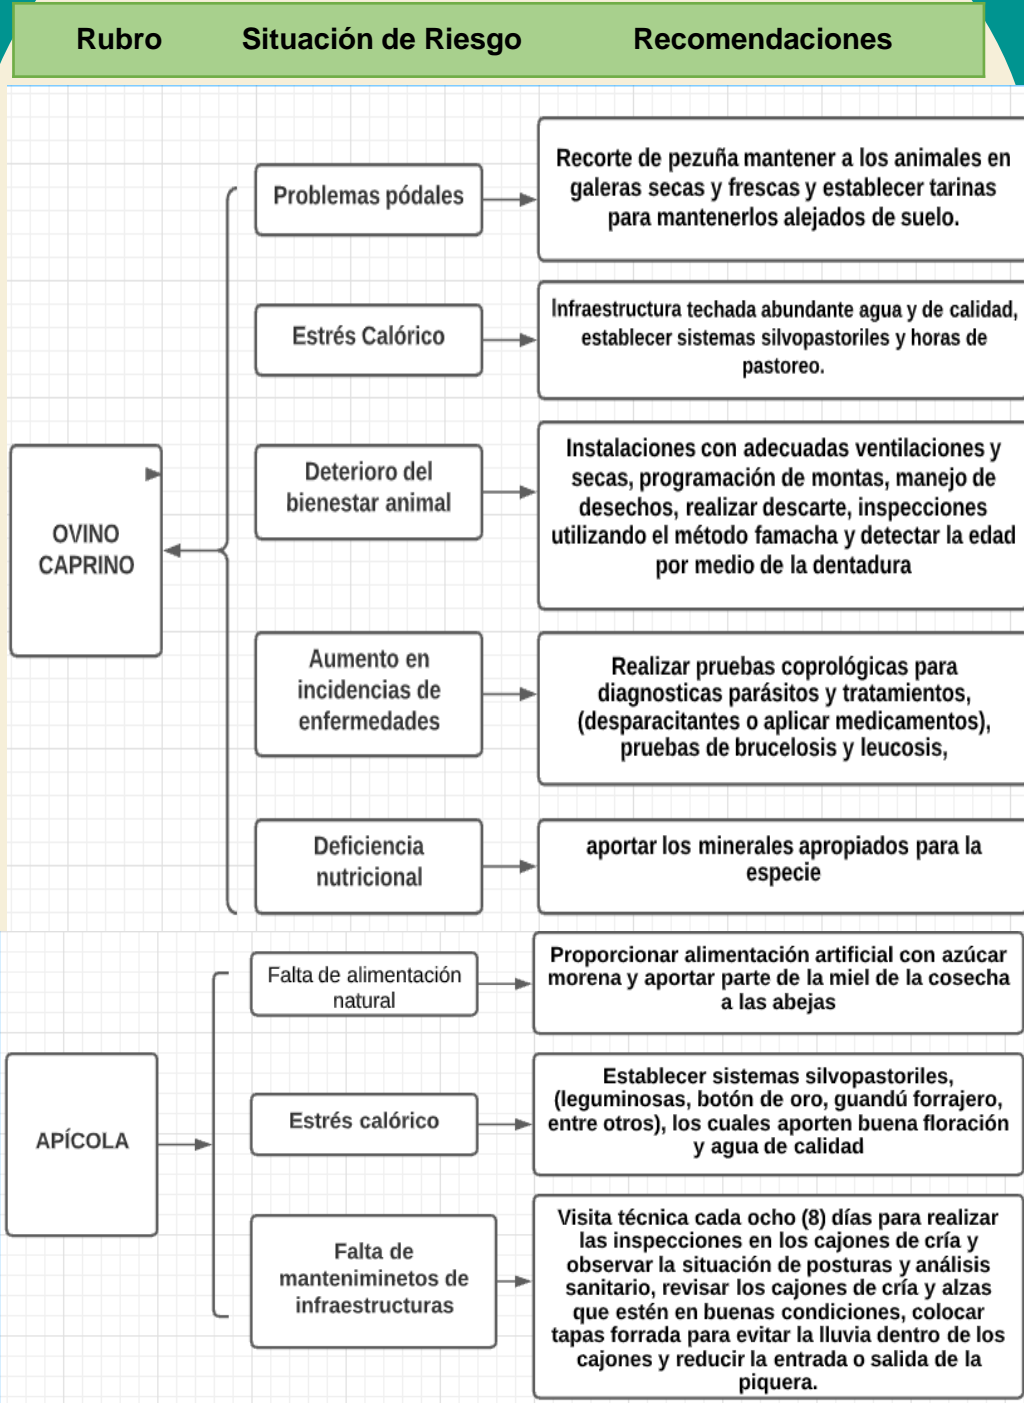 Rubro Situación de Riesgo Recomendaciones
OVINO
CAPRINO
Problemas pódales
Recorte de pezuña mantener a los animales en
galeras secas y frescas y establecer tarinas
para mantenerlos alejados de suelo.
Estrés Calórico
Infraestructura techada abundante agua y de calidad,
establecer sistemas silvopastoriles y horas de
pastoreo.
Deterioro del
bienestar animal
Instalaciones con adecuadas ventilaciones y
secas, programación de montas, manejo de
desechos, realizar descarte, inspecciones
utilizando el método famacha y detectar la edad
por medio de la dentadura
Aumento en
incidencias de
enfermedades
Realizar pruebas coprológicas para
diagnosticas parásitos y tratamientos,
(desparacitantes o aplicar medicamentos),
pruebas de brucelosis y leucosis,
Deficiencia
nutricional
aportar los minerales apropiados para la
especie
APÍCOLA
Falta de alimentación
natural
Proporcionar alimentación artificial con azúcar
morena y aportar parte de la miel de la cosecha
a las abejas
Estrés calórico
Establecer sistemas silvopastoriles,
(leguminosas, botón de oro, guandú forrajero,
entre otros), los cuales aporten buena floración
y agua de calidad
Falta de
manteniminetos de
infraestructuras
Visita técnica cada ocho (8) días para realizar
las inspecciones en los cajones de cría y
observar la situación de posturas y análisis
sanitario, revisar los cajones de cría y alzas
que estén en buenas condiciones, colocar
tapas forrada para evitar la lluvia dentro de los
cajones y reducir la entrada o salida de la
piquera.